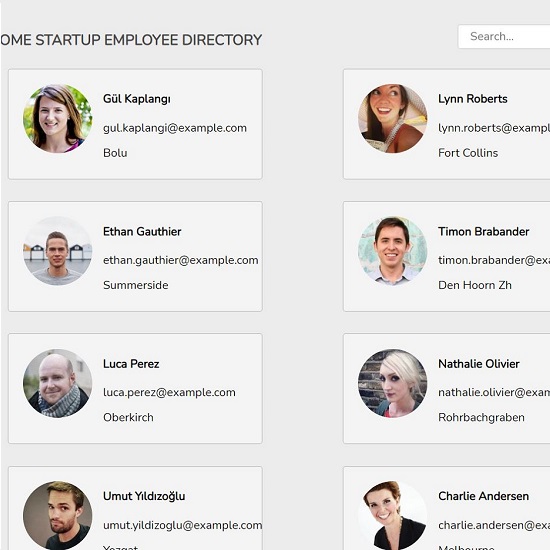 OME STARTUP EMPLOYEE DIRECTORY
Search...
Gül Kaplangı
gul.kaplangi@example.com
Bolu
Lynn Roberts
lynn.roberts@exampl
Fort Collins
Ethan Gauthier
ethan.gauthier@example.com
Summerside
Timon Brabander
timon.brabander@exa
Den Hoorn Zh
Luca Perez
luca.perez@example.com
Oberkirch
Nathalie Olivier
nathalie.olivier@exam
Rohrbachgraben
Umut Yıldızoğlu
umut.yildizoglu@example.com
Yozgat
Charlie Andersen
charlie.andersen@exa
Melbourne